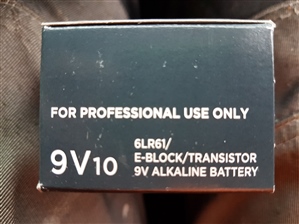 FOR PROFESSIONAL USE ONLY
9V10
6LR61/
E-BLOCK/TRANSISTOR
9V ALKALINE BATTERY